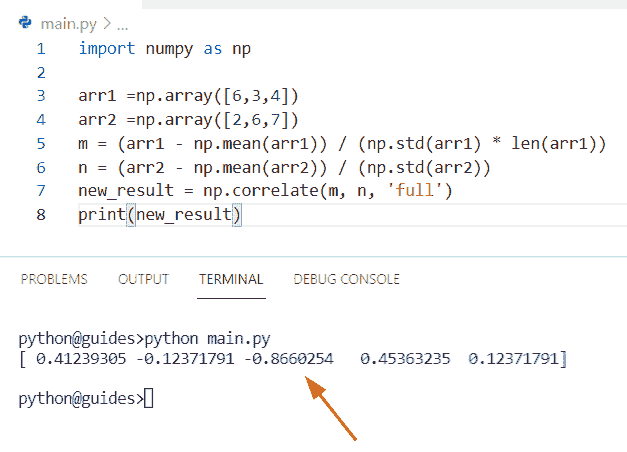 main.py > ...
1 import numpy as np
2
3 arr1 =np.array([6,3,4])
4 arr2 =np.array([2,6,7])
5 m = (arr1 - np.mean(arr1)) / (np.std(arr1) * len(arr1))
6 n = (arr2 - np.mean(arr2)) / (np.std(arr2))
7 new_result = np.correlate(m, n, 'full')
8 print(new_result)
PROBLEMS OUTPUT TERMINAL DEBUG CONSOLE
python@guides>python main.py
[ 0.41239305 -0.12371791 -0.8660254   0.45363235  0.12371791]
python@guides>